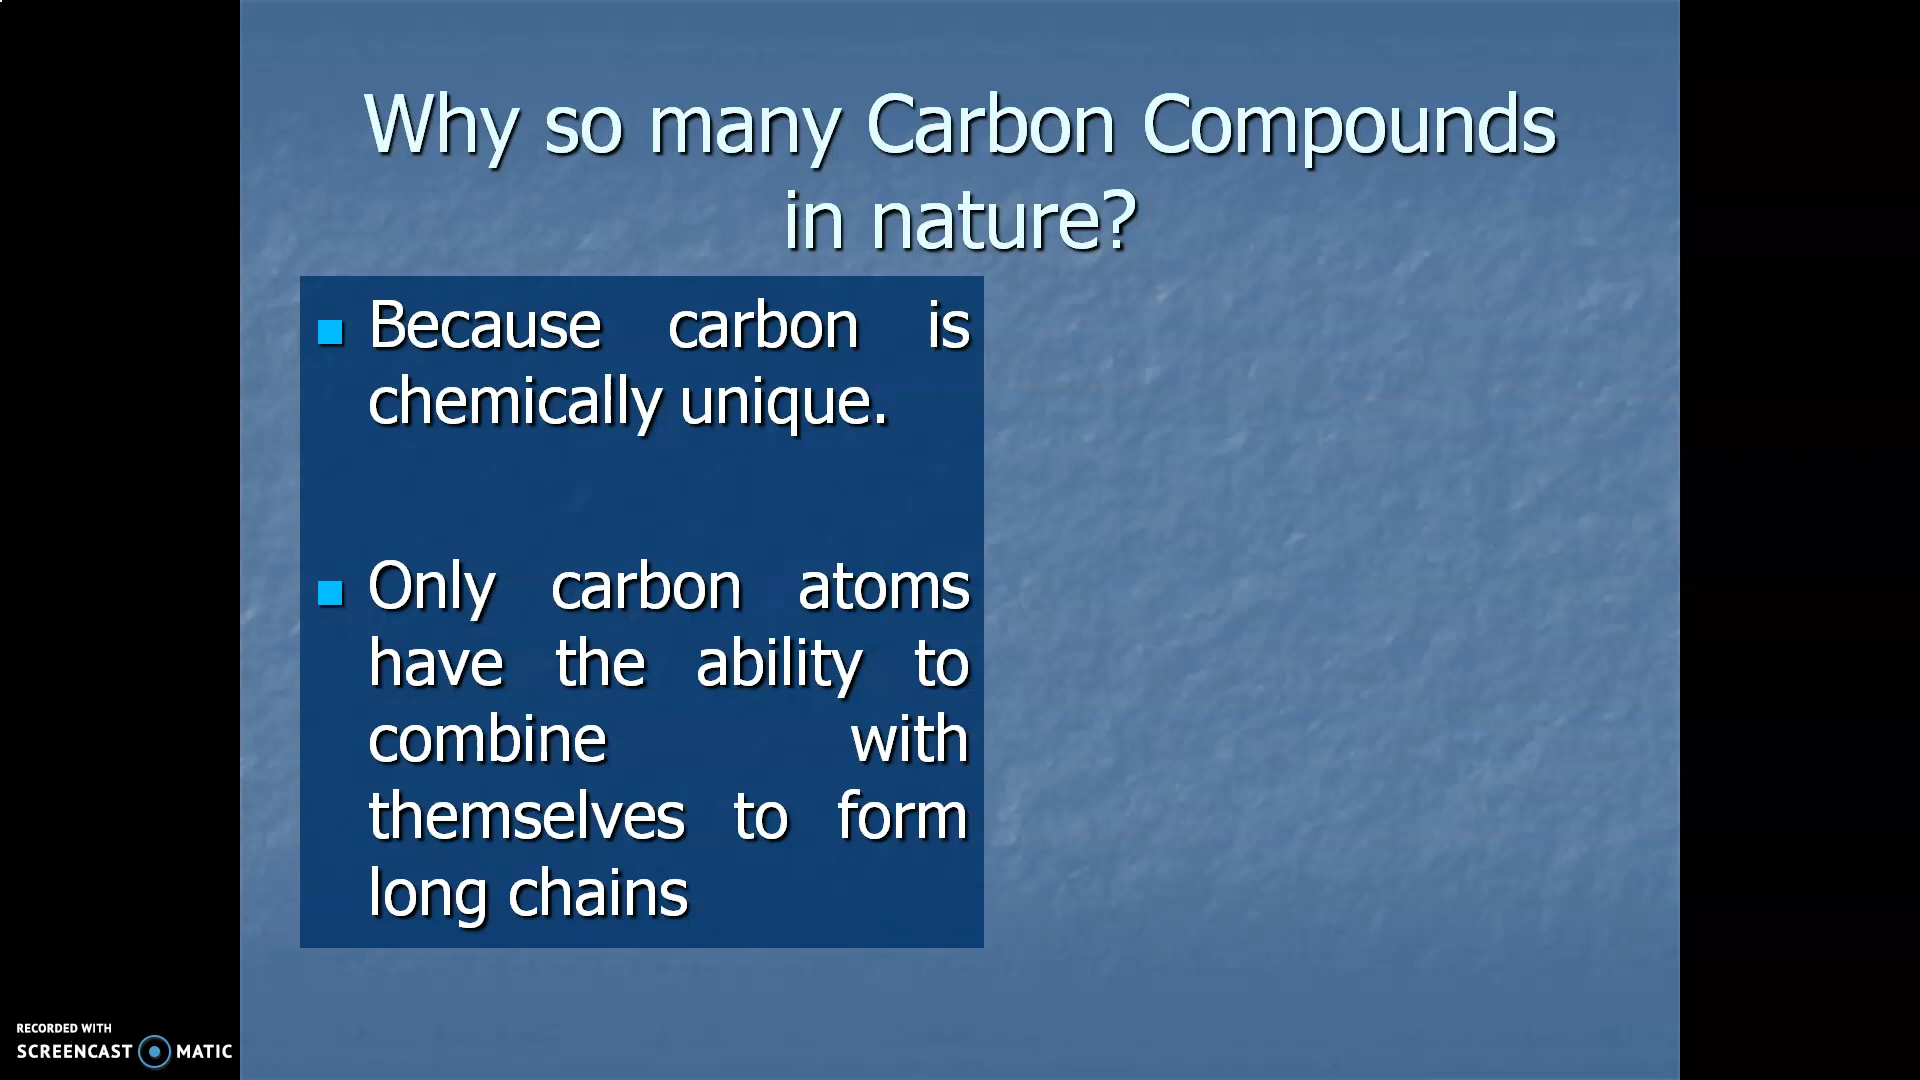 Why so many Carbon Compounds
in nature?
Because carbon is
chemically unique.
Only carbon atoms
have the ability to
combine with
themselves to form
long chains
RECORDED WITH
SCREENCAST MATIC